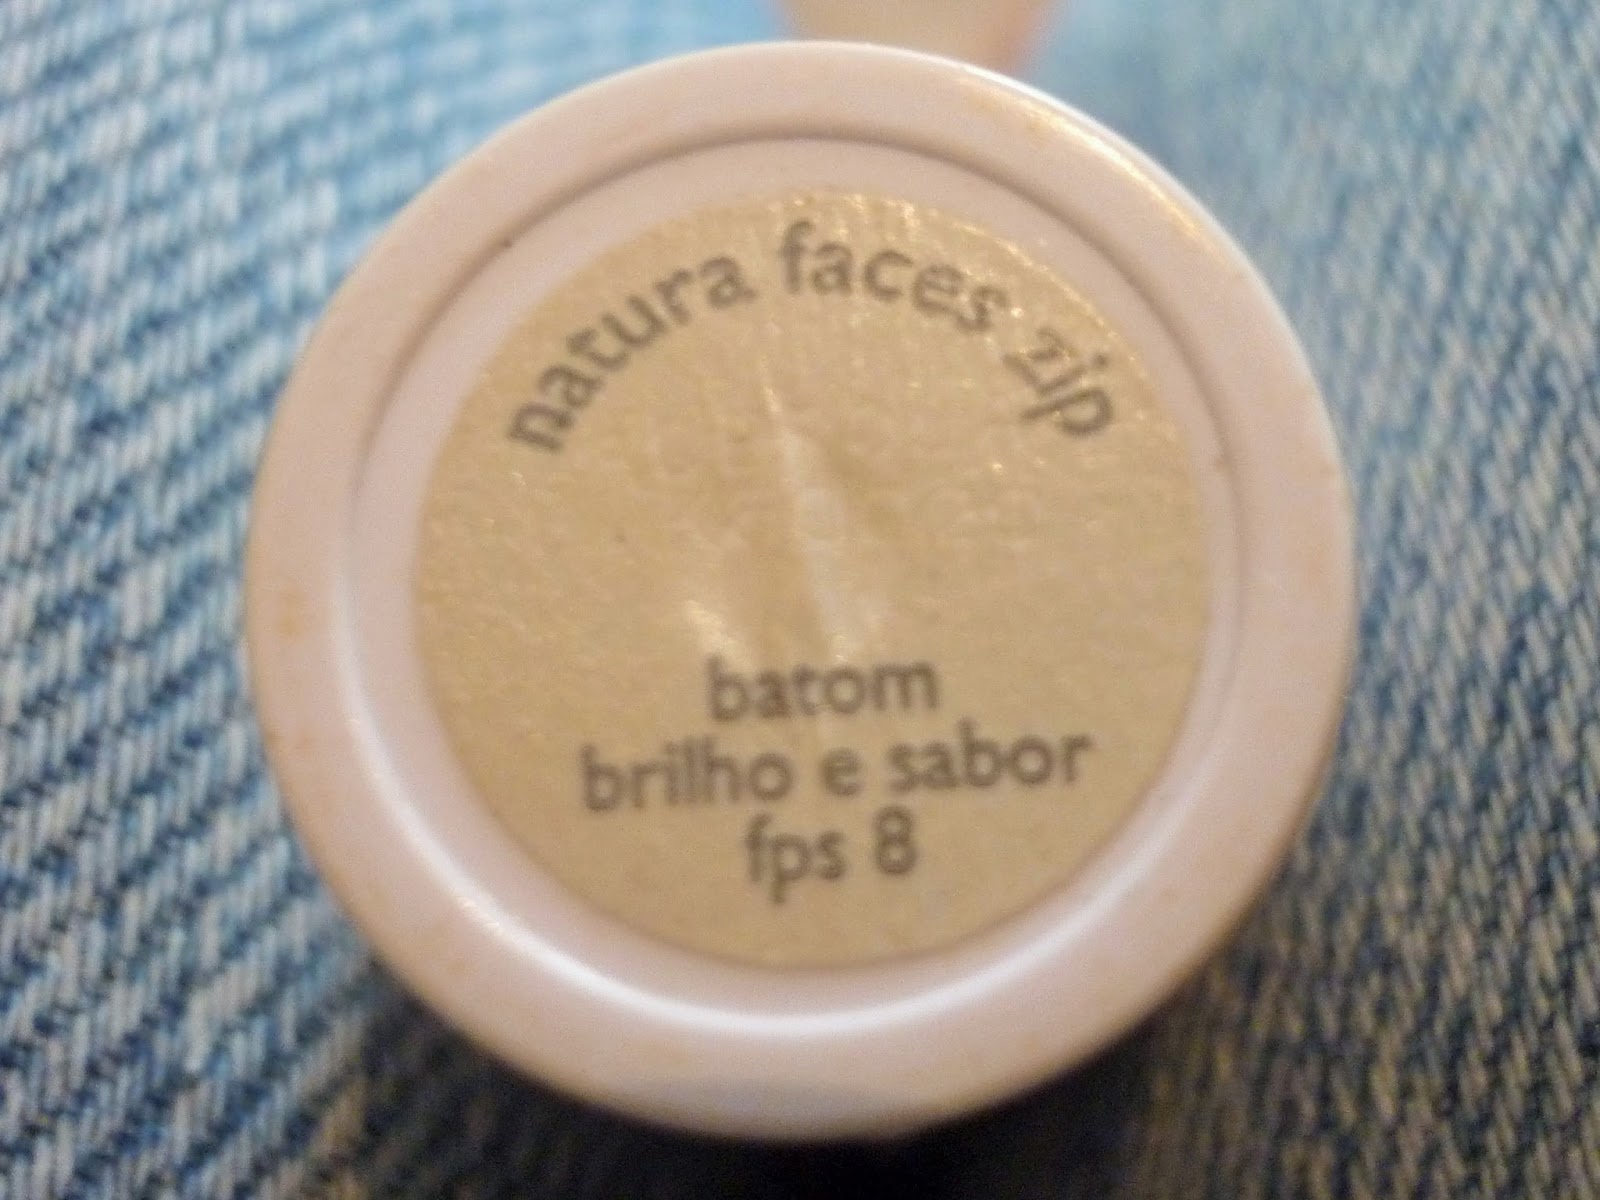 natura faces zip
batom
brilho e sabor
fps 8